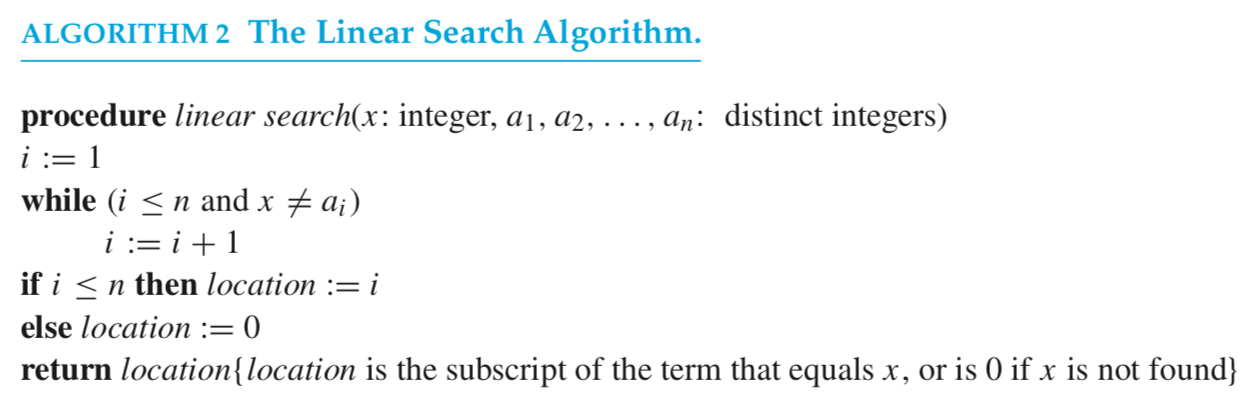 ALGORITHM 2 The Linear Search Algorithm.
procedure linear search(x: integer, a₁, a₂, . . . , aₙ: distinct integers)
i := 1
while (i ≤ n and x ≠ aᵢ)
i := i + 1
if i ≤ n then location := i
else location := 0
return location{location is the subscript of the term that equals x, or is 0 if x is not found}